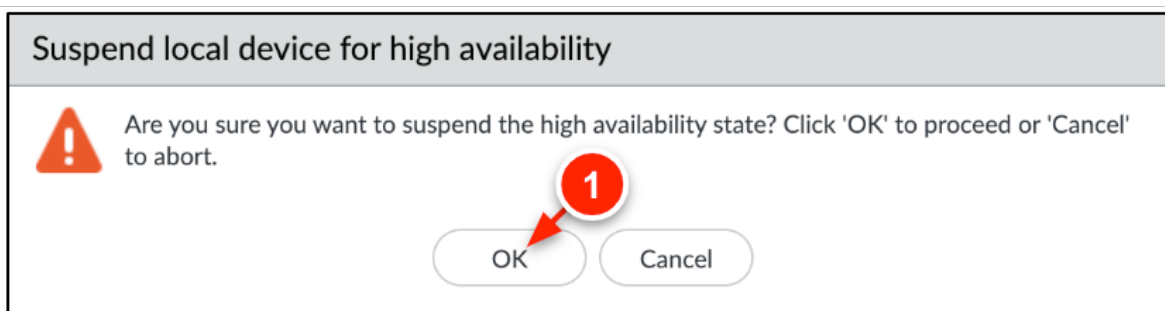 Suspend local device for high availability
Are you sure you want to suspend the high availability state? Click 'OK' to proceed or 'Cancel'
to abort.
1
OK
Cancel